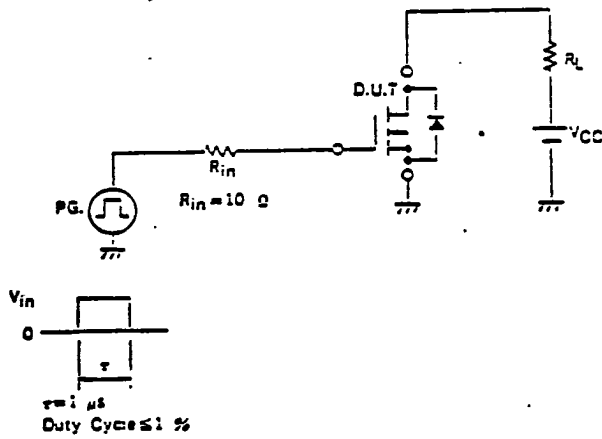 D.U.T
RL
VCC
Rin
Rin = 10 Ω
PG.
Vin
0
τ
τ=1 μs
Duty Cycle ≤ 1 %